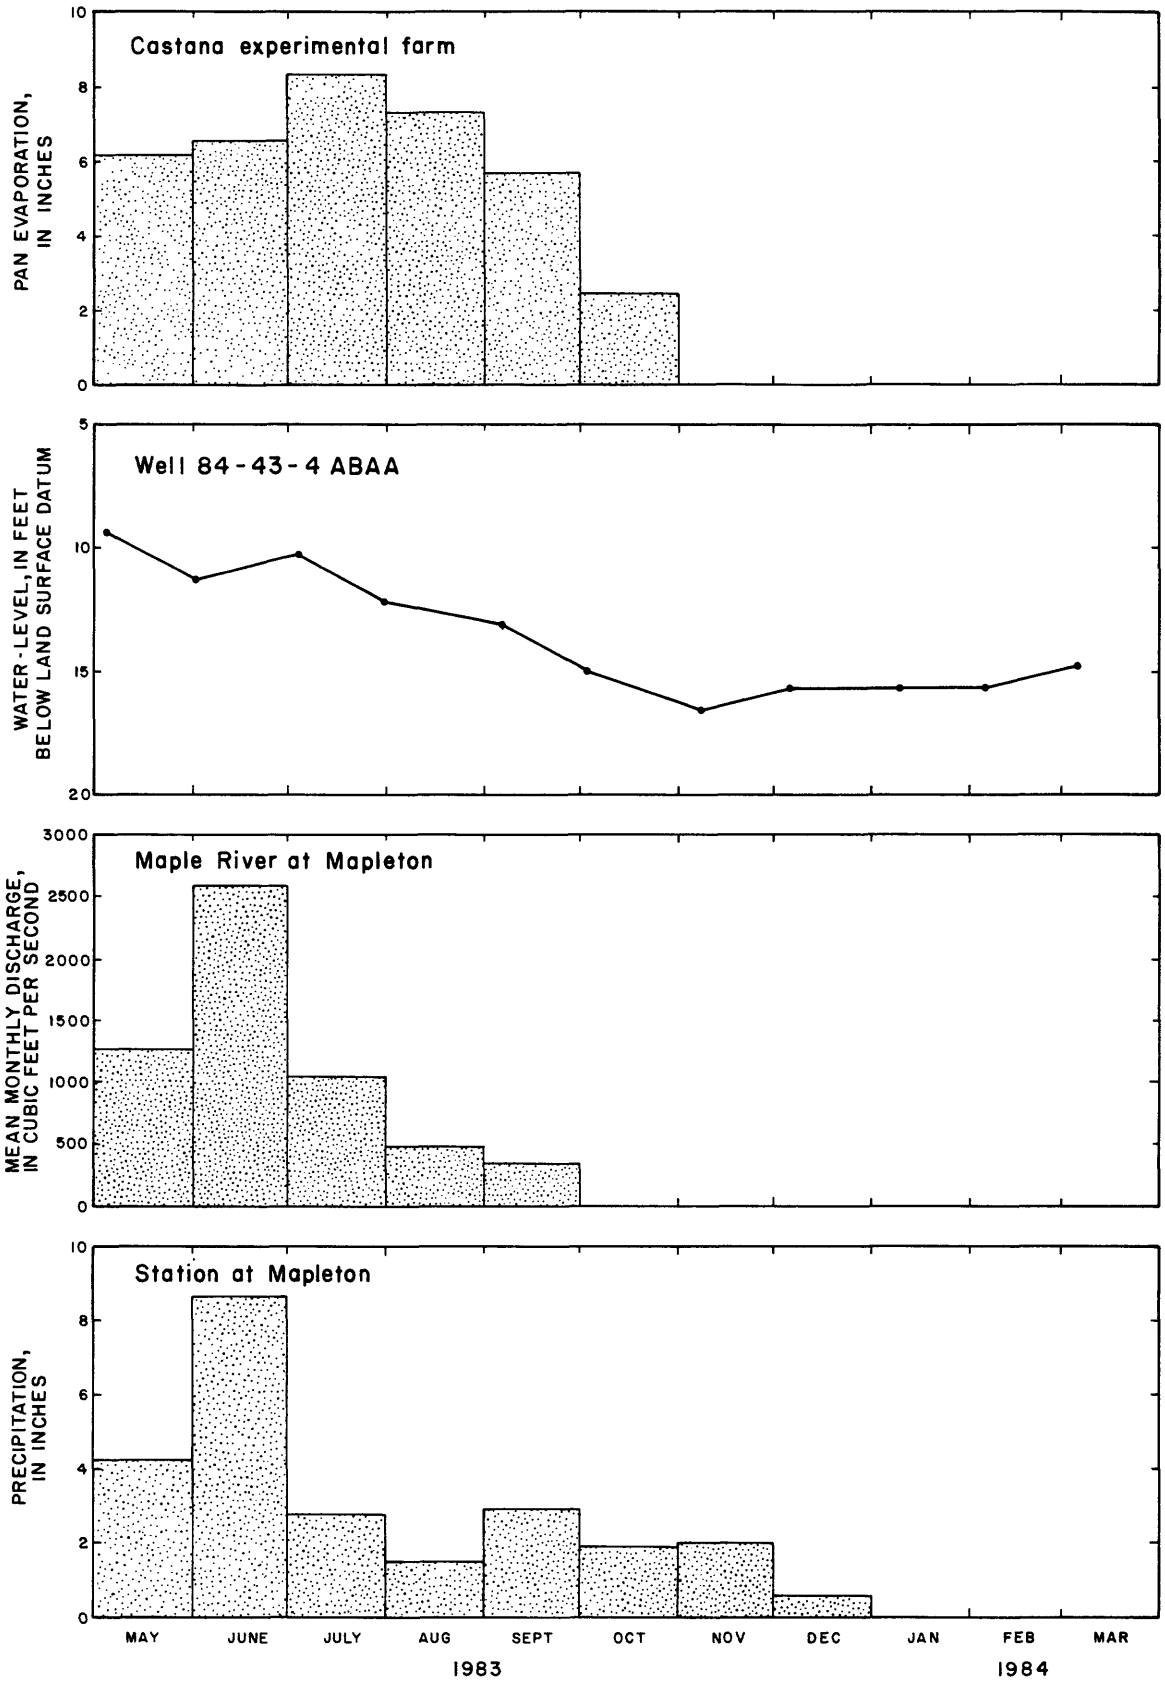 Castana experimental farm
PAN EVAPORATION,
IN INCHES
10
8
6
4
2
0
Well 84-43-4 ABAA
WATER-LEVEL, IN FEET
BELOW LAND SURFACE DATUM
5
10
15
20
Maple River at Mapleton
MEAN MONTHLY DISCHARGE,
IN CUBIC FEET PER SECOND
3000
2500
2000
1500
1000
500
0
Station at Mapleton
PRECIPITATION,
IN INCHES
10
8
6
4
2
0
MAY JUNE JULY AUG SEPT OCT NOV DEC JAN FEB MAR
1983 1984